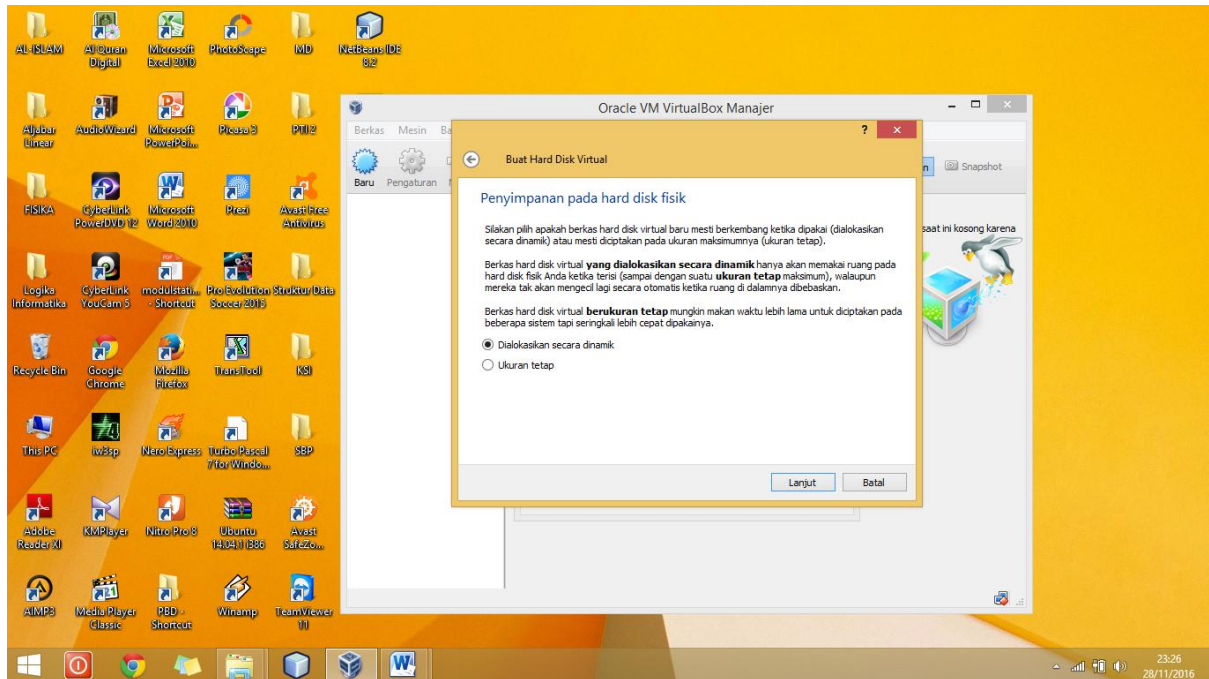 AL-ISLAM
Al Quran
Digital
Microsoft
Excel 2010
PhotoScape
MD
NetBeans IDE
8.2
Aljabar
Linear
AudioWizard
Microsoft
PowerPoi...
Picasa 3
PTI 2
FISIKA
CyberLink
PowerDVD 12
Microsoft
Word 2010
Prezi
Avast Free
Antivirus
Logika
Informatika
CyberLink
YouCam 5
modulstati...
- Shortcut
Pro Evolution
Soccer 2016
Struktur Data
Recycle Bin
Google
Chrome
Mozilla
Firefox
TransTool
KSI
This PC
iw3sp
Nero Express
Turbo Pascal
7 for Windo...
SBP
Adobe
Reader XI
KMPlayer
Nitro Pro 8
Ubuntu
14.04.1 i386
Avast
SafeZo...
AIMP3
Media Player
Classic
PBD -
Shortcut
Winamp
TeamViewer
Oracle VM VirtualBox Manajer
Berkas Mesin Ba
Baru Pengaturan
n Snapshot
saat ini kosong karena
? ×
Buat Hard Disk Virtual
Penyimpanan pada hard disk fisik
Silakan pilih apakah berkas hard disk virtual baru mesti berkembang ketika dipakai (dialokasikan
secara dinamik) atau mesti diciptakan pada ukuran maksimumnya (ukuran tetap).
Berkas hard disk virtual yang dialokasikan secara dinamik hanya akan memakai ruang pada
hard disk fisik Anda ketika terisi (sampai dengan suatu ukuran tetap maksimum), walaupun
mereka tak akan mengecil lagi secara otomatis ketika ruang di dalamnya dibebaskan.
Berkas hard disk virtual berukuran tetap mungkin makan waktu lebih lama untuk diciptakan pada
beberapa sistem tapi seringkali lebih cepat dipakainya.
Dialokasikan secara dinamik
Ukuran tetap
Lanjut Batal
23:26
28/11/2016